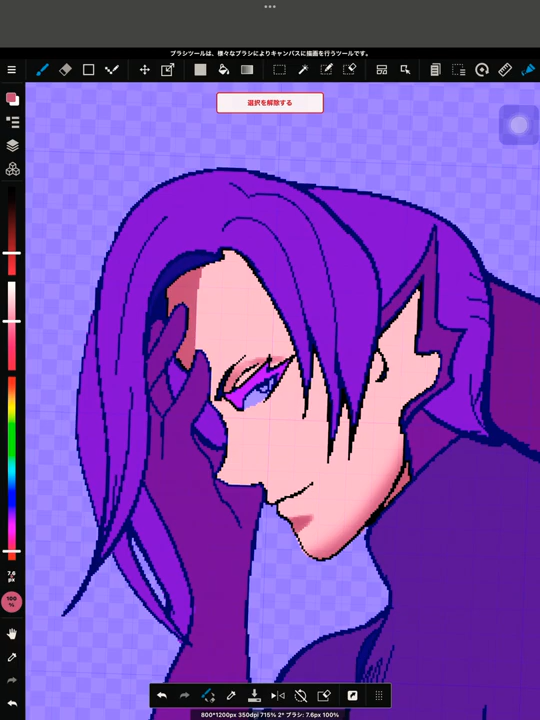 ブラシツールは、様々なブラシによりキャンバスに描画を行うツールです。
選択を解除する
7.6
px
100
%
800*1200px 350dpi 715% 2° ブラシ: 7.6px 100%